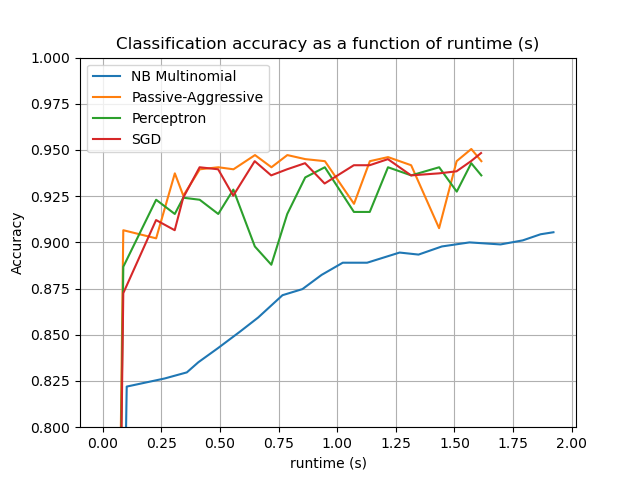 Classification accuracy as a function of runtime (s)
1.000
0.975
0.950
0.925
0.900
0.875
0.850
0.825
0.800
Accuracy
NB Multinomial
Passive-Aggressive
Perceptron
SGD
0.00 0.25 0.50 0.75 1.00 1.25 1.50 1.75 2.00
runtime (s)